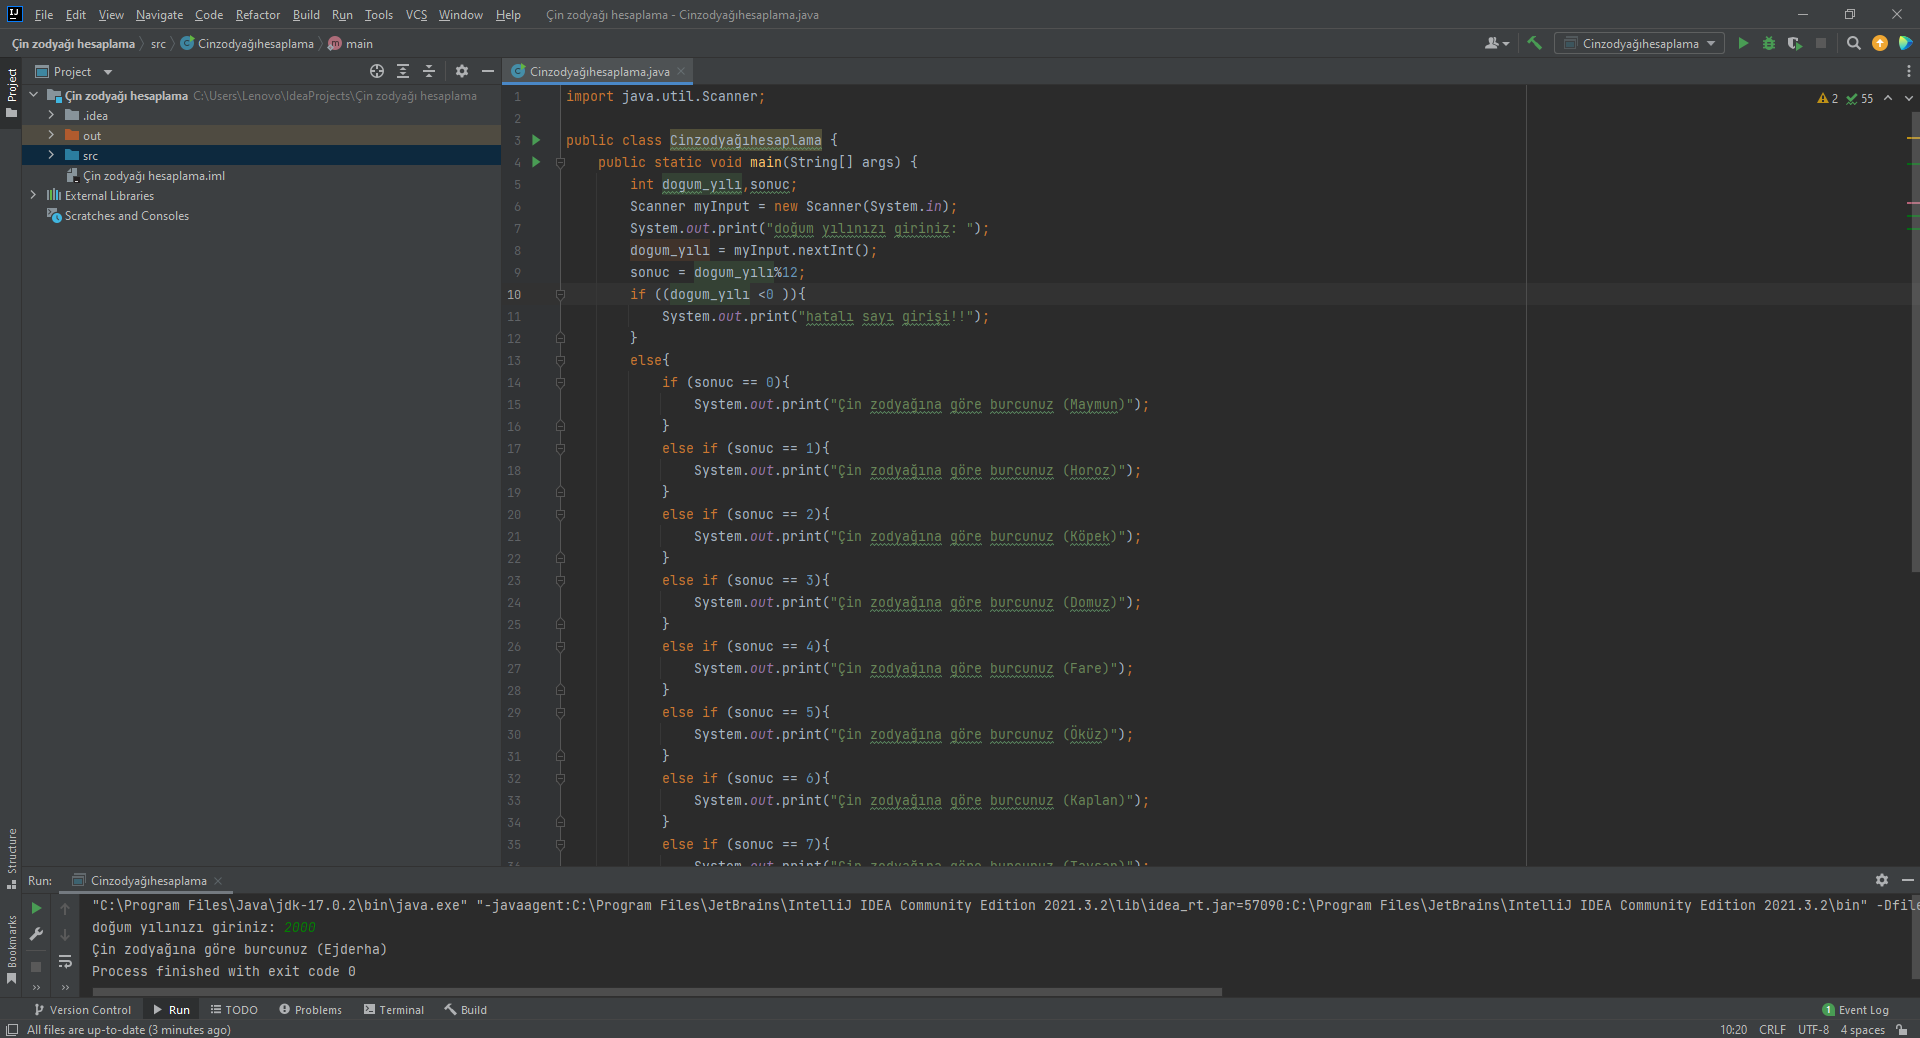 File Edit View Navigate Code Refactor Build Run Tools VCS Window Help Çin zodyağı hesaplama - Cinzodyağıhesaplama.java
Çin zodyağı hesaplama src Cinzodyağıhesaplama main
Cinzodyağıhesaplama
Project
Project
Çin zodyağı hesaplama C:\Users\Lenovo\IdeaProjects\Çin zodyağı hesaplama
.idea
out
src
Çin zodyağı hesaplama.iml
External Libraries
Scratches and Consoles
Cinzodyağıhesaplama.java
2 55
1 import java.util.Scanner;
2
3 public class Cinzodyağıhesaplama {
4 public static void main(String[] args) {
5 int dogum_yılı,sonuc;
6 Scanner myInput = new Scanner(System.in);
7 System.out.print("doğum yılınızı giriniz: ");
8 dogum_yılı = myInput.nextInt();
9 sonuc = dogum_yılı%12;
10 if ((dogum_yılı <0 )){
11 System.out.print("hatalı sayı girişi!!");
12 }
13 else{
14 if (sonuc == 0){
15 System.out.print("Çin zodyağına göre burcunuz (Maymun)");
16 }
17 else if (sonuc == 1){
18 System.out.print("Çin zodyağına göre burcunuz (Horoz)");
19 }
20 else if (sonuc == 2){
21 System.out.print("Çin zodyağına göre burcunuz (Köpek)");
22 }
23 else if (sonuc == 3){
24 System.out.print("Çin zodyağına göre burcunuz (Domuz)");
25 }
26 else if (sonuc == 4){
27 System.out.print("Çin zodyağına göre burcunuz (Fare)");
28 }
29 else if (sonuc == 5){
30 System.out.print("Çin zodyağına göre burcunuz (Öküz)");
31 }
32 else if (sonuc == 6){
33 System.out.print("Çin zodyağına göre burcunuz (Kaplan)");
34 }
35 else if (sonuc == 7){
36 System.out.print("Çin zodyağına göre burcunuz (Tavşan)");
Structure
Bookmarks
Run: Cinzodyağıhesaplama
"C:\Program Files\Java\jdk-17.0.2\bin\java.exe" "-javaagent:C:\Program Files\JetBrains\IntelliJ IDEA Community Edition 2021.3.2\lib\idea_rt.jar=57090:C:\Program Files\JetBrains\IntelliJ IDEA Community Edition 2021.3.2\bin" -Dfile
doğum yılınızı giriniz: 2000
Çin zodyağına göre burcunuz (Ejderha)
Process finished with exit code 0
Version Control Run TODO Problems Terminal Build 1 Event Log
All files are up-to-date (3 minutes ago) 10:20 CRLF UTF-8 4 spaces